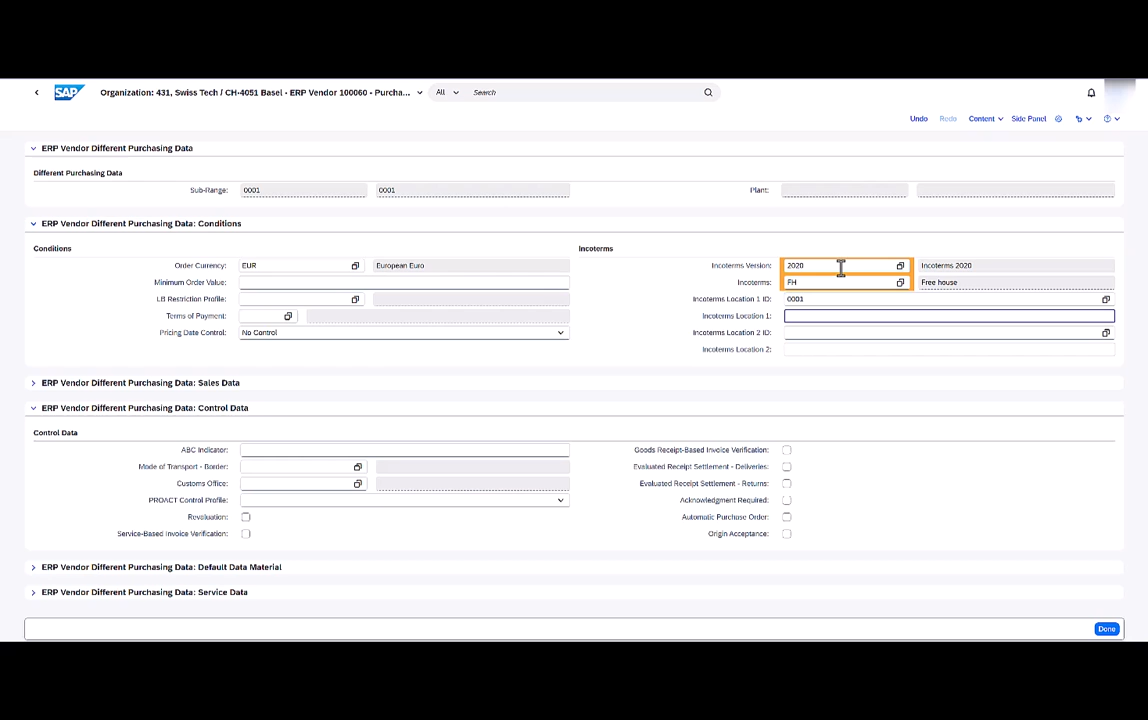 SAP Organization: 431, Swiss Tech / CH-4051 Basel - ERP Vendor 100060 - Purcha... All Search
Undo Redo Content Side Panel
ERP Vendor Different Purchasing Data
Different Purchasing Data
Sub-Range: 0001 0001 Plant:
ERP Vendor Different Purchasing Data: Conditions
Conditions Incoterms
Order Currency: EUR European Euro Incoterms Version: 2020 Incoterms 2020
Minimum Order Value: Incoterms: FH Free house
LB Restriction Profile: Incoterms Location 1 ID: 0001
Terms of Payment: Incoterms Location 1:
Pricing Date Control: No Control Incoterms Location 2 ID:
Incoterms Location 2:
ERP Vendor Different Purchasing Data: Sales Data
ERP Vendor Different Purchasing Data: Control Data
Control Data
ABC Indicator: Goods Receipt-Based Invoice Verification:
Mode of Transport - Border: Evaluated Receipt Settlement - Deliveries:
Customs Office: Evaluated Receipt Settlement - Returns:
PROACT Control Profile: Acknowledgment Required:
Revaluation: Automatic Purchase Order:
Service-Based Invoice Verification: Origin Acceptance:
ERP Vendor Different Purchasing Data: Default Data Material
ERP Vendor Different Purchasing Data: Service Data
Done